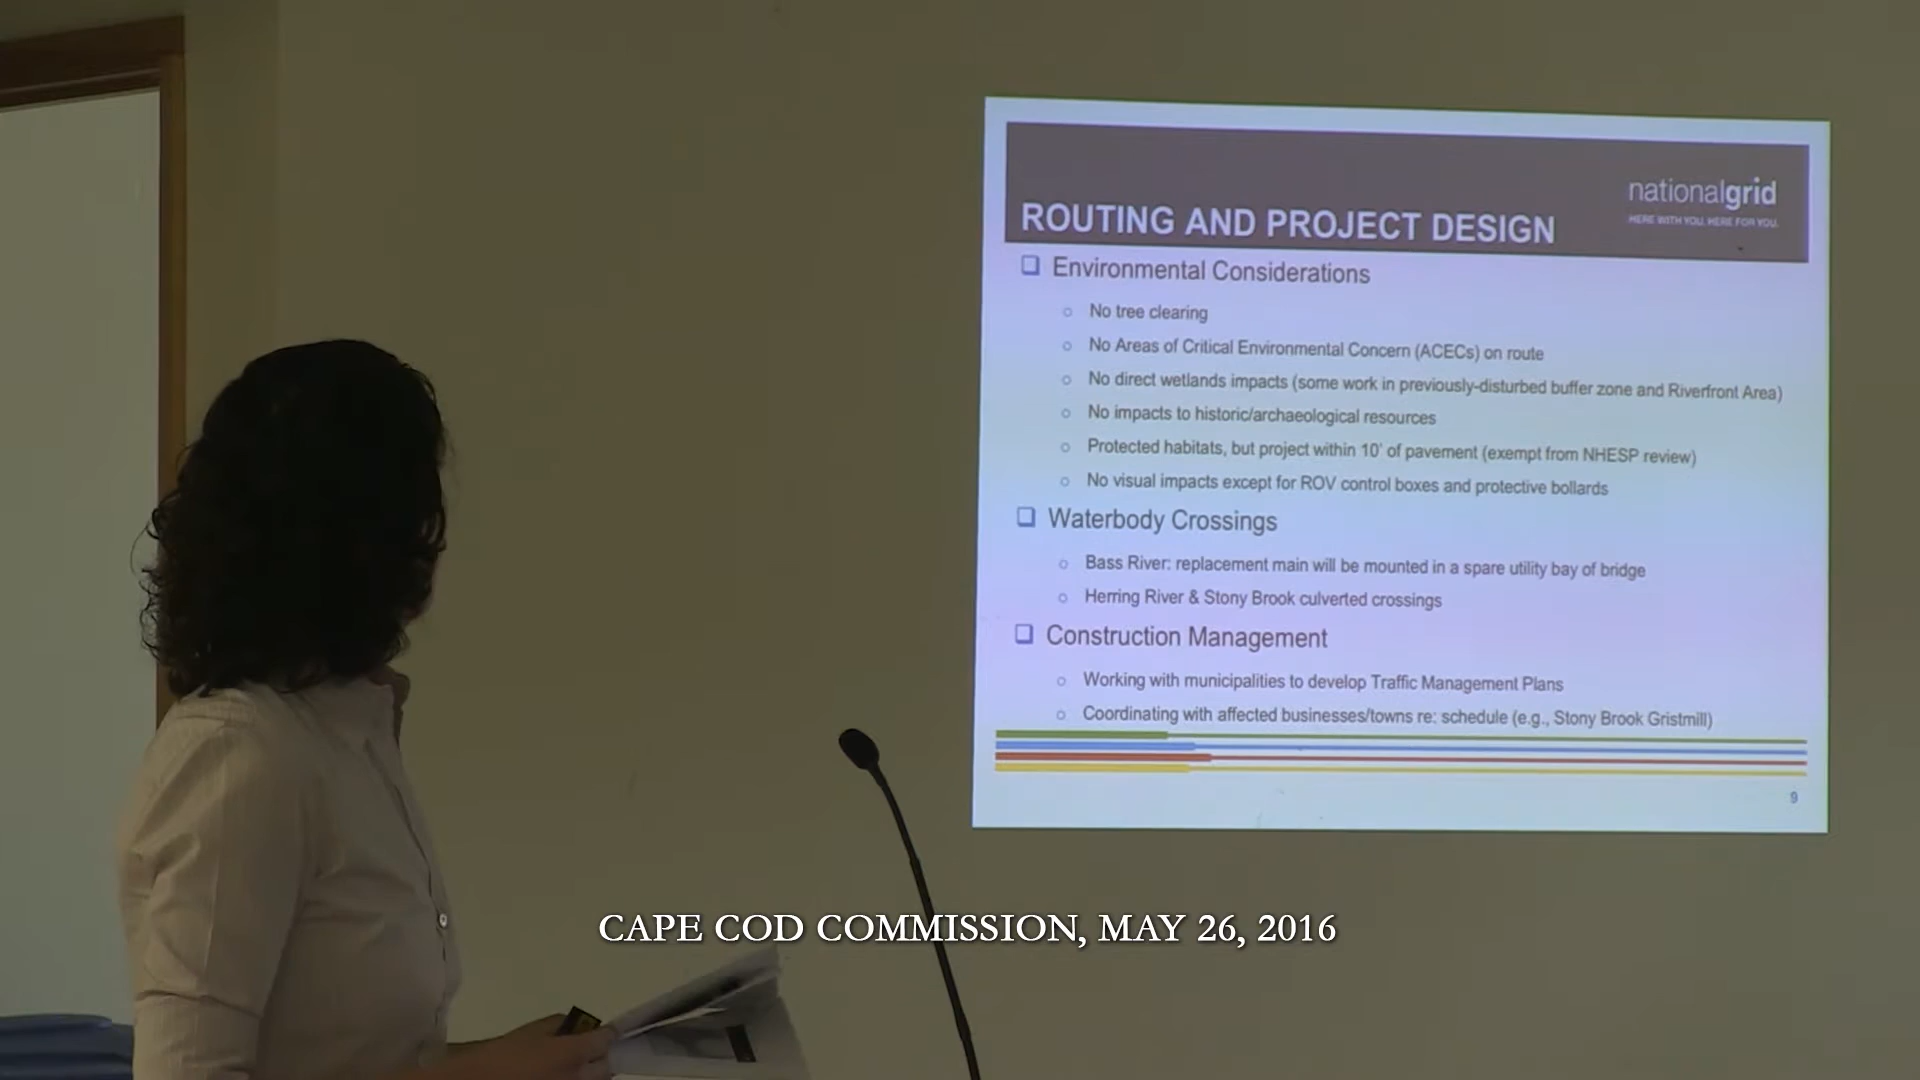 nationalgrid
HERE WITH YOU. HERE FOR YOU.
ROUTING AND PROJECT DESIGN
Environmental Considerations
No tree clearing
No Areas of Critical Environmental Concern (ACECs) on route
No direct wetlands impacts (some work in previously-disturbed buffer zone and Riverfront Area)
No impacts to historic/archaeological resources
Protected habitats, but project within 10' of pavement (exempt from NHESP review)
No visual impacts except for ROV control boxes and protective bollards
Waterbody Crossings
Bass River: replacement main will be mounted in a spare utility bay of bridge
Herring River & Stony Brook culverted crossings
Construction Management
Working with municipalities to develop Traffic Management Plans
Coordinating with affected businesses/towns re: schedule (e.g., Stony Brook Gristmill)
9
CAPE COD COMMISSION, MAY 26, 2016